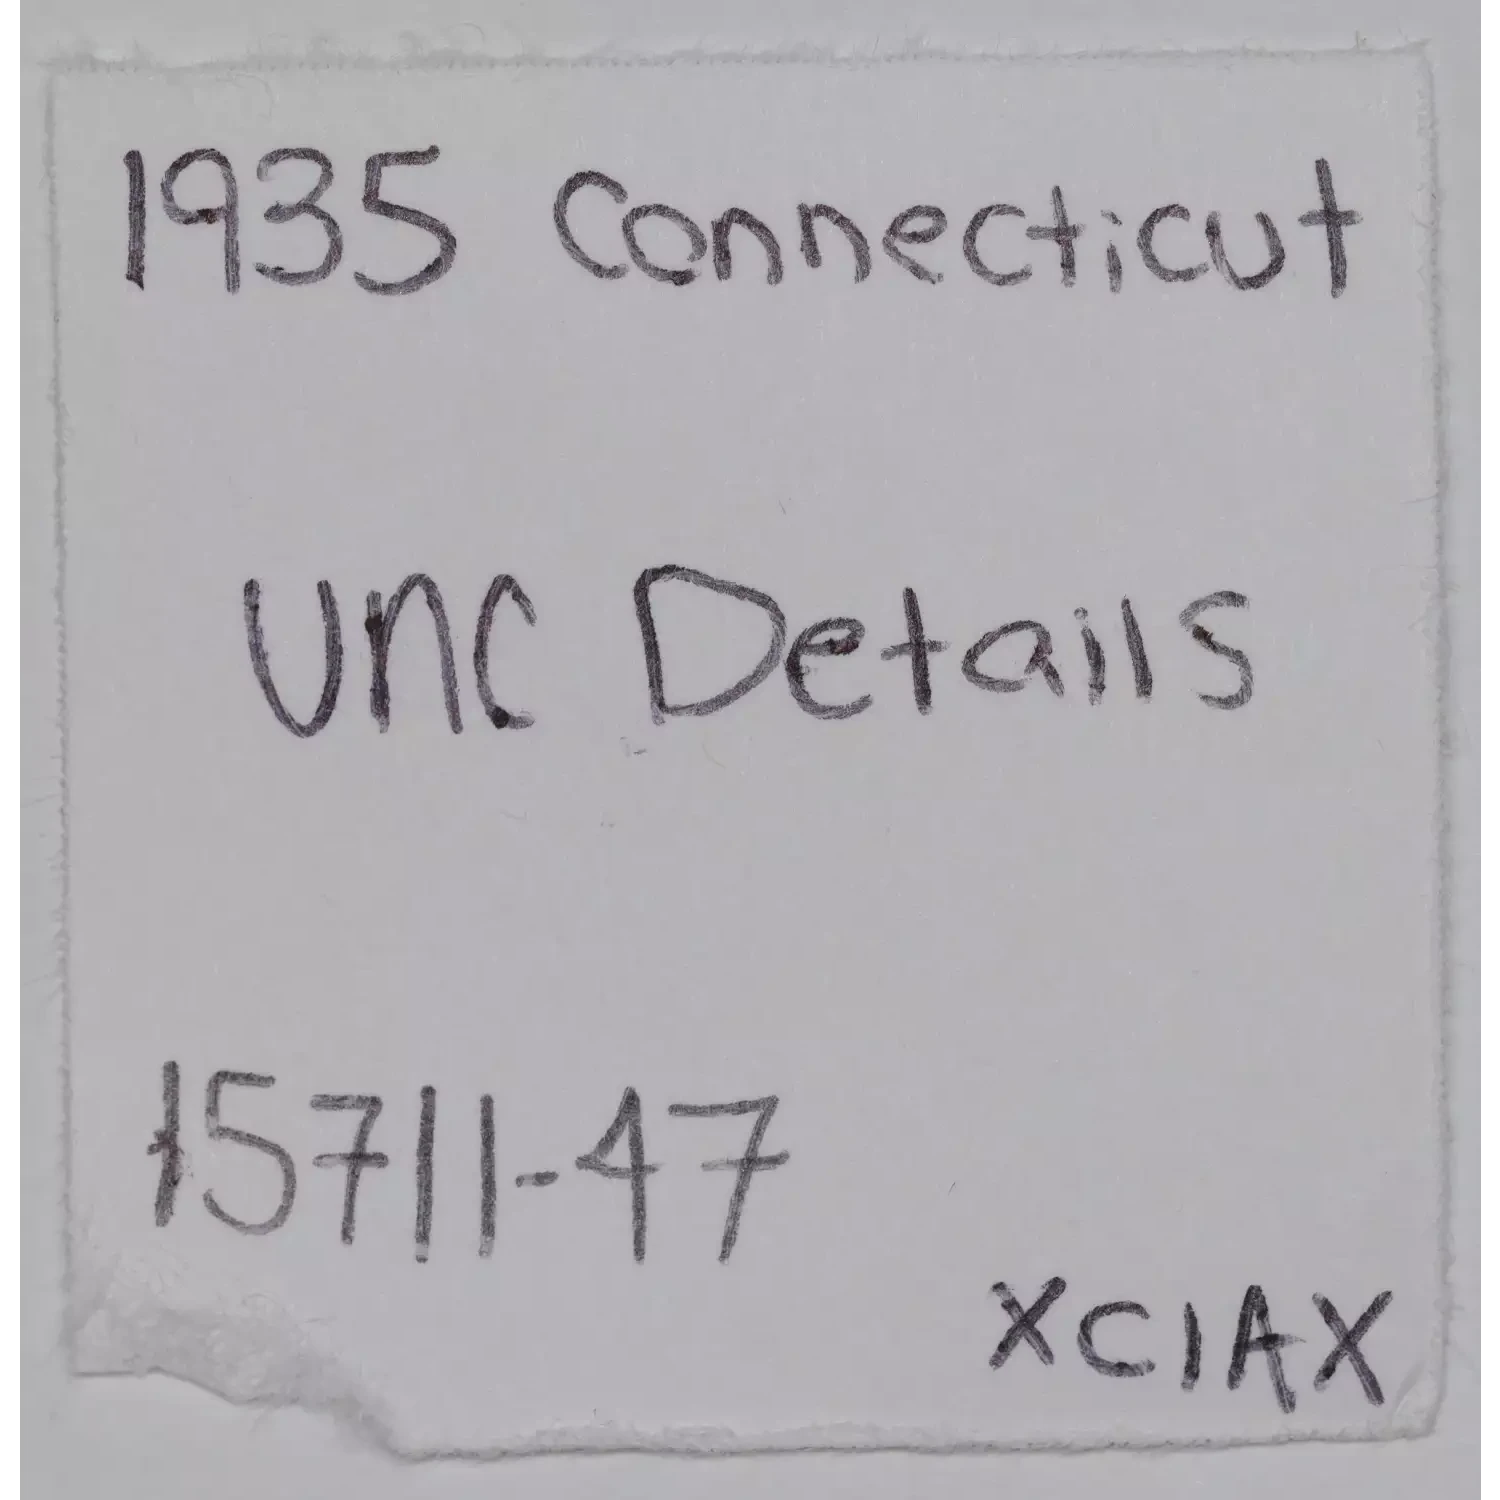 1935 Connecticut
UNC Details
15711-47
XCIAX